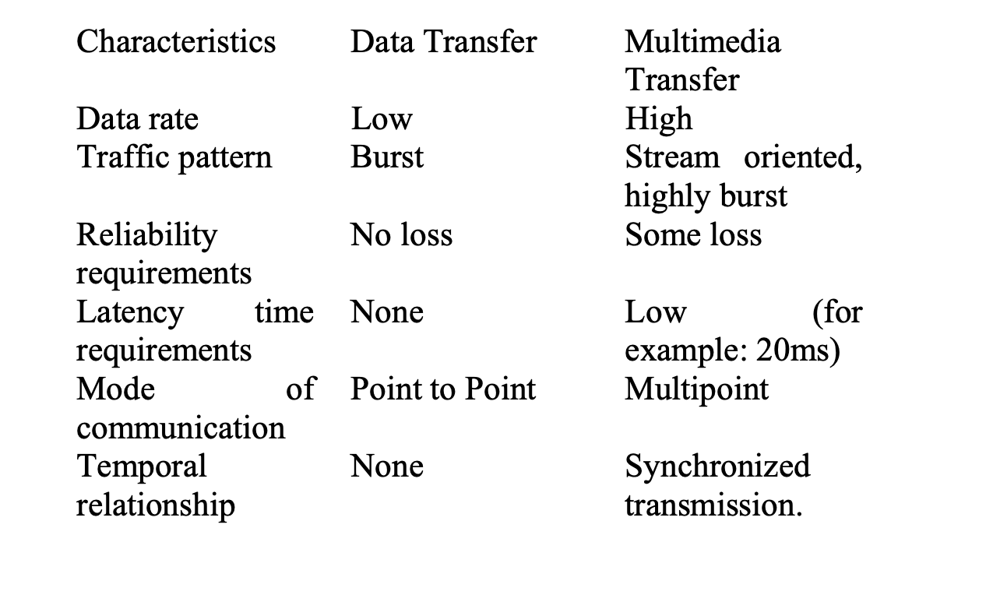 Characteristics Data Transfer Multimedia
Transfer
Data rate Low High
Traffic pattern Burst Stream oriented,
highly burst
Reliability No loss Some loss
requirements
Latency time None Low (for
requirements example: 20ms)
Mode of Point to Point Multipoint
communication
Temporal None Synchronized
relationship transmission.